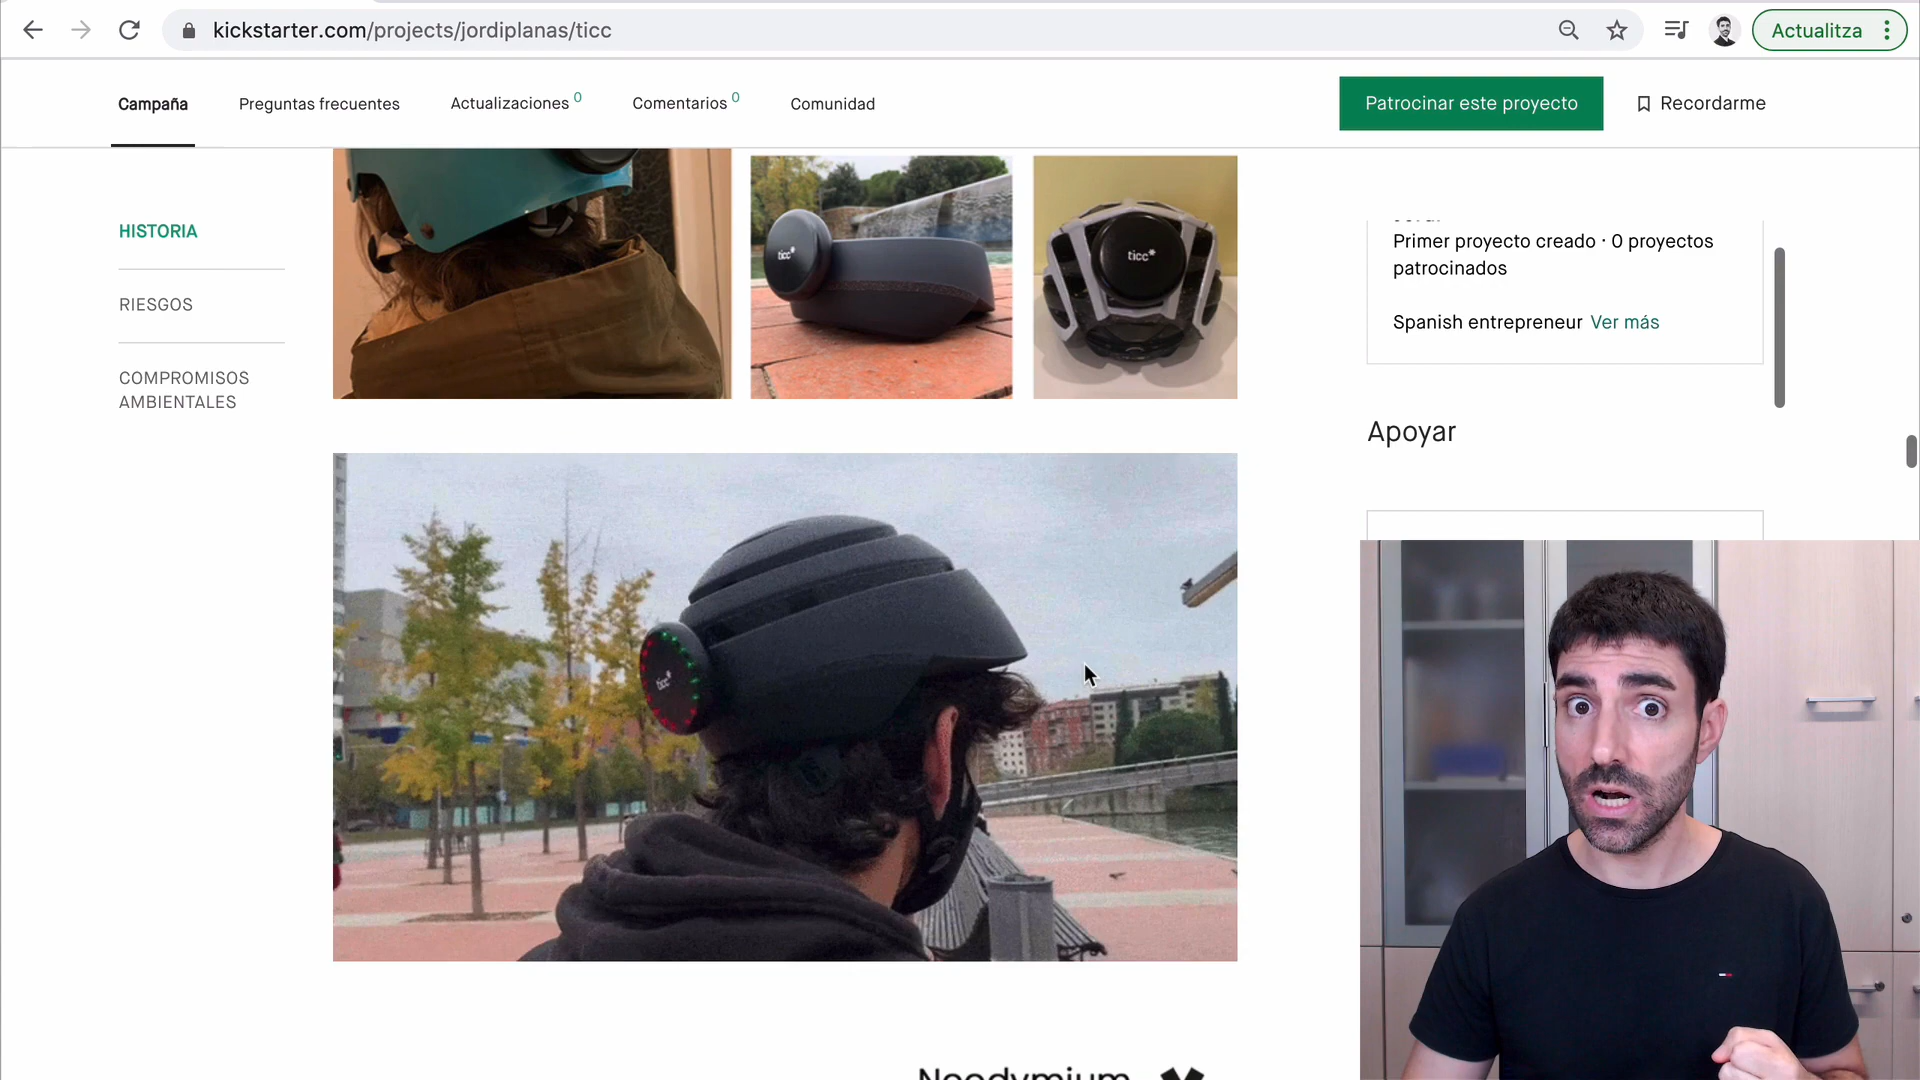 kickstarter.com/projects/jordiplanas/ticc
Actualitza
Campaña
Preguntas frecuentes
Actualizaciones 0
Comentarios 0
Comunidad
Patrocinar este proyecto
Recordarme
HISTORIA
RIESGOS
COMPROMISOS
AMBIENTALES
ticc*
ticc*
ticc*
Primer proyecto creado · 0 proyectos
patrocinados
Spanish entrepreneur Ver más
Apoyar
Neodymium